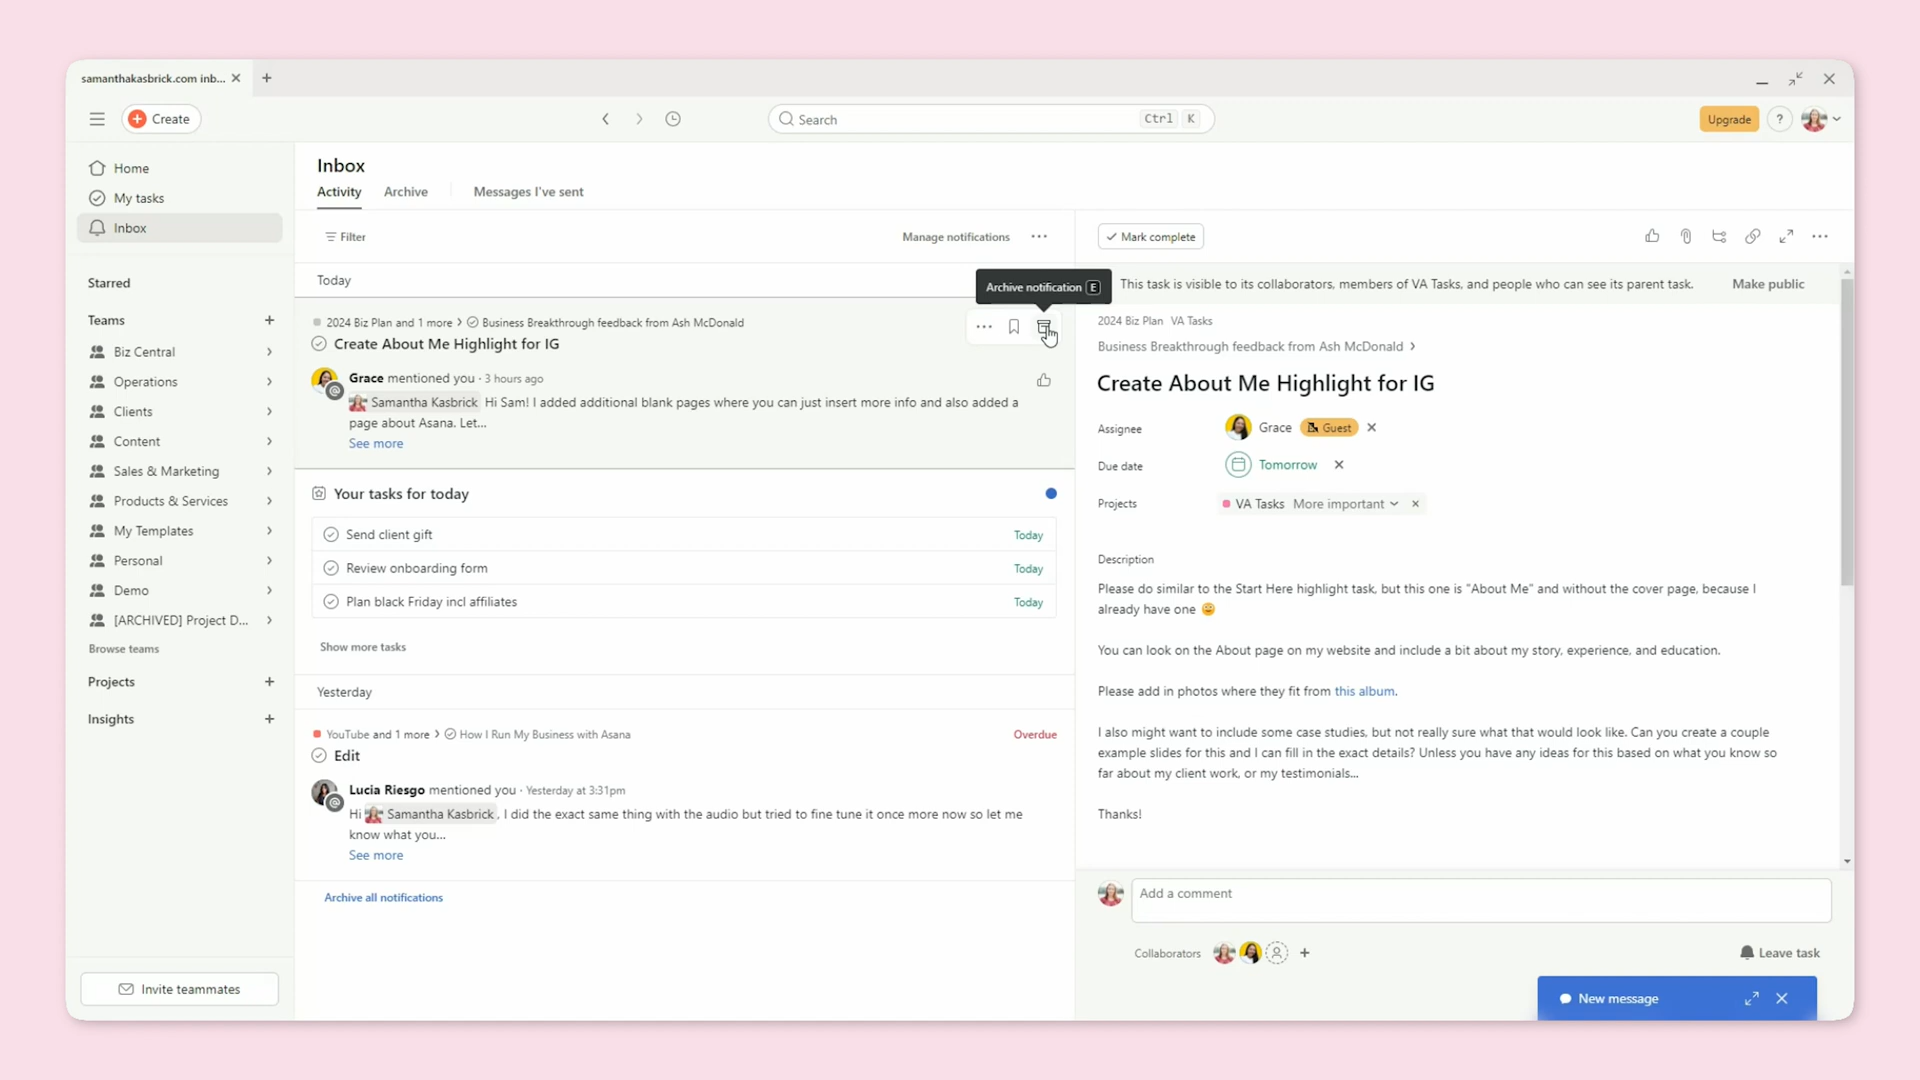 samanthakasbrick.com inb...
Create
Search
Ctrl K
Upgrade
?
Home
My tasks
Inbox
Starred
Teams
Biz Central
Operations
Clients
Content
Sales & Marketing
Products & Services
My Templates
Personal
Demo
[ARCHIVED] Project D...
Browse teams
Projects
Insights
Invite teammates
Inbox
Activity
Archive
Messages I've sent
Filter
Manage notifications
Today
Archive notification E
2024 Biz Plan and 1 more > Business Breakthrough feedback from Ash McDonald
Create About Me Highlight for IG
Grace mentioned you · 3 hours ago
Samantha Kasbrick Hi Sam! I added additional blank pages where you can just insert more info and also added a
page about Asana. Let...
See more
Your tasks for today
Send client gift Today
Review onboarding form Today
Plan black Friday incl affiliates Today
Show more tasks
Yesterday
YouTube and 1 more > How I Run My Business with Asana Overdue
Edit
Lucia Riesgo mentioned you · Yesterday at 3:31pm
Hi Samantha Kasbrick, I did the exact same thing with the audio but tried to fine tune it once more now so let me
know what you...
See more
Archive all notifications
Mark complete
This task is visible to its collaborators, members of VA Tasks, and people who can see its parent task. Make public
2024 Biz Plan VA Tasks
Business Breakthrough feedback from Ash McDonald >
Create About Me Highlight for IG
Assignee Grace Guest
Due date Tomorrow
Projects VA Tasks More important
Description
Please do similar to the Start Here highlight task, but this one is "About Me" and without the cover page, because I
already have one 🙂
You can look on the About page on my website and include a bit about my story, experience, and education.
Please add in photos where they fit from this album.
I also might want to include some case studies, but not really sure what that would look like. Can you create a couple
example slides for this and I can fill in the exact details? Unless you have any ideas for this based on what you know so
far about my client work, or my testimonials...
Thanks!
Add a comment
Collaborators
Leave task
New message